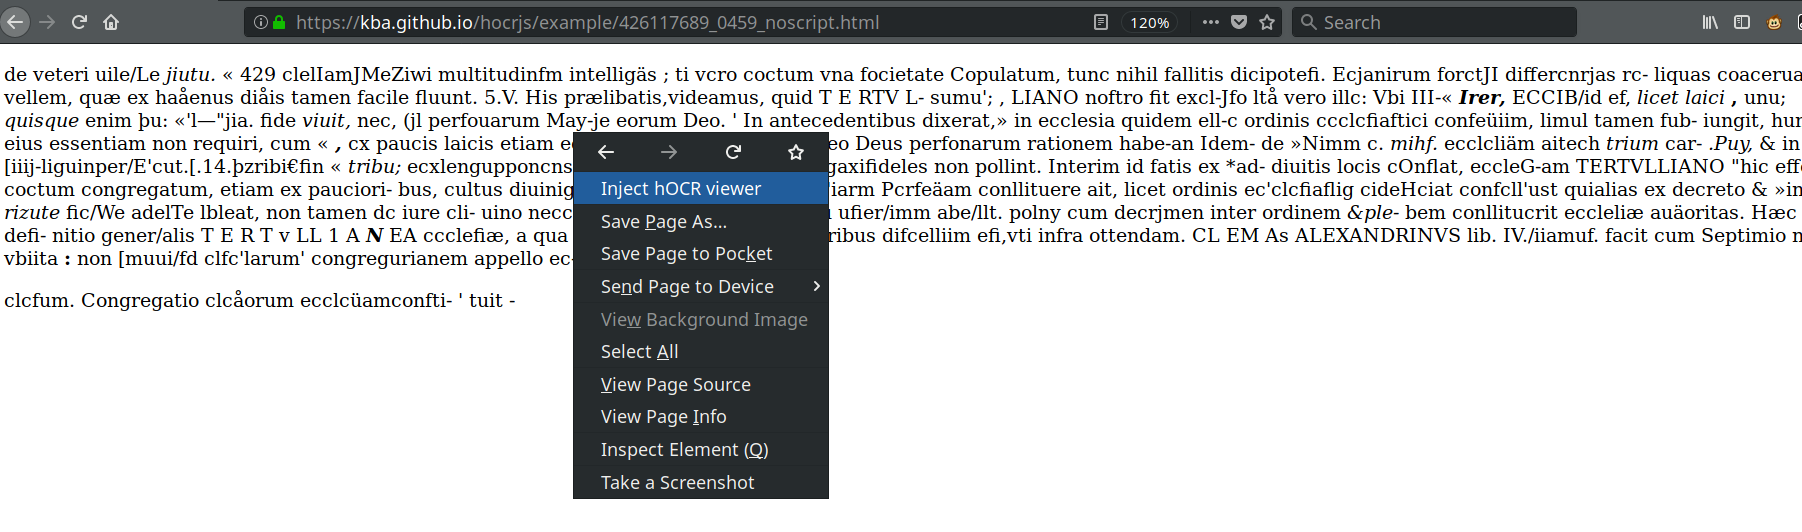 https://kba.github.io/hocrjs/example/426117689_0459_noscript.html 120% Search
de veteri uile/Le jiutu. « 429 clelIamJMeZiwi multitudinfm intelligäs ; ti vcro coctum vna focietate Copulatum, tunc nihil fallitis dicipotefi. Ecjanirum forctJI differcnrjas rc- liquas coacerua
vellem, quæ ex haåenus diåis tamen facile fluunt. 5.V. His prælibatis,videamus, quid T E RTV L- sumu'; , LIANO noftro fit excl-Jfo ltå vero illc: Vbi III-« Irer, ECCIB/id ef, licet laici , unu;
quisque enim þu: «'l—"jia. fide viuit, nec, (jl perfouarum May-je eorum Deo. ' In antecedentibus dixerat,» in ecclesia quidem ell-c ordinis ccclcfiaftici confeüiim, limul tamen fub- iungit, hu
eius essentiam non requiri, cum « , cx paucis laicis etiam e eo Deus perfonarum rationem habe-an Idem- de »Nimm c. mihf. ecclcliäm aitech trium car- .Puy, & in
[iiij-liguinper/E'cut.[.14.þzribi€fin « tribu; ecxlengupponcns gaxifideles non pollint. Interim id fatis ex *ad- diuitis locis cOnflat, eccleG-am TERTVLLIANO "hic eff
coctum congregatum, etiam ex pauciori- bus, cultus diuinig 'iarm Pcrfeäam conllituere ait, licet ordinis ec'clcfiaflig cideHciat confcll'ust quialias ex decreto & »in
rizute fic/We adelTe lbleat, non tamen dc iure cli- uino necc ufier/imm abe/llt. polny cum decrjmen inter ordinem &ple- bem conllitucrit eccleliæ auäoritas. Hæc
defi- nitio gener/alis T E R T v LL 1 A N EA ccclefiæ, a qua ribus difcelliim efi,vti infra ottendam. CL EM As ALEXANDRINVS lib. IV./iiamuf. facit cum Septimio
vbiita : non [muui/fd clfc'larum' congregurianem appello ec-
clcfum. Congregatio clcåorum ecclcüamconfti- ' tuit -
Inject hOCR viewer
Save Page As...
Save Page to Pocket
Send Page to Device
View Background Image
Select All
View Page Source
View Page Info
Inspect Element (Q)
Take a Screenshot